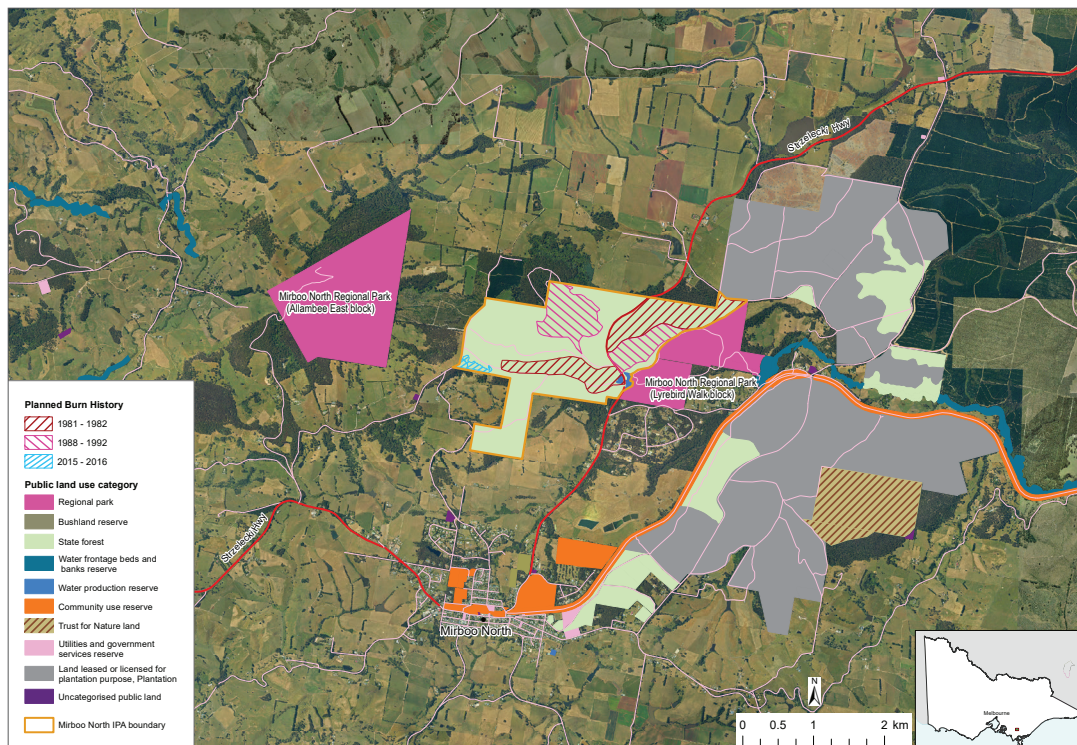 Strzelecki Hwy
Mirboo North Regional Park
(Allambee East block)
Mirboo North Regional Park
(Lyrebird Walk block)
Strzelecki Hwy
Mirboo North
Planned Burn History
1981 - 1982
1988 - 1992
2015 - 2016
Public land use category
Regional park
Bushland reserve
State forest
Water frontage beds and
banks reserve
Water production reserve
Community use reserve
Trust for Nature land
Utilities and government
services reserve
Land leased or licensed for
plantation purpose, Plantation
Uncategorised public land
Mirboo North IPA boundary
N
0 0.5 1 2 km
Melbourne